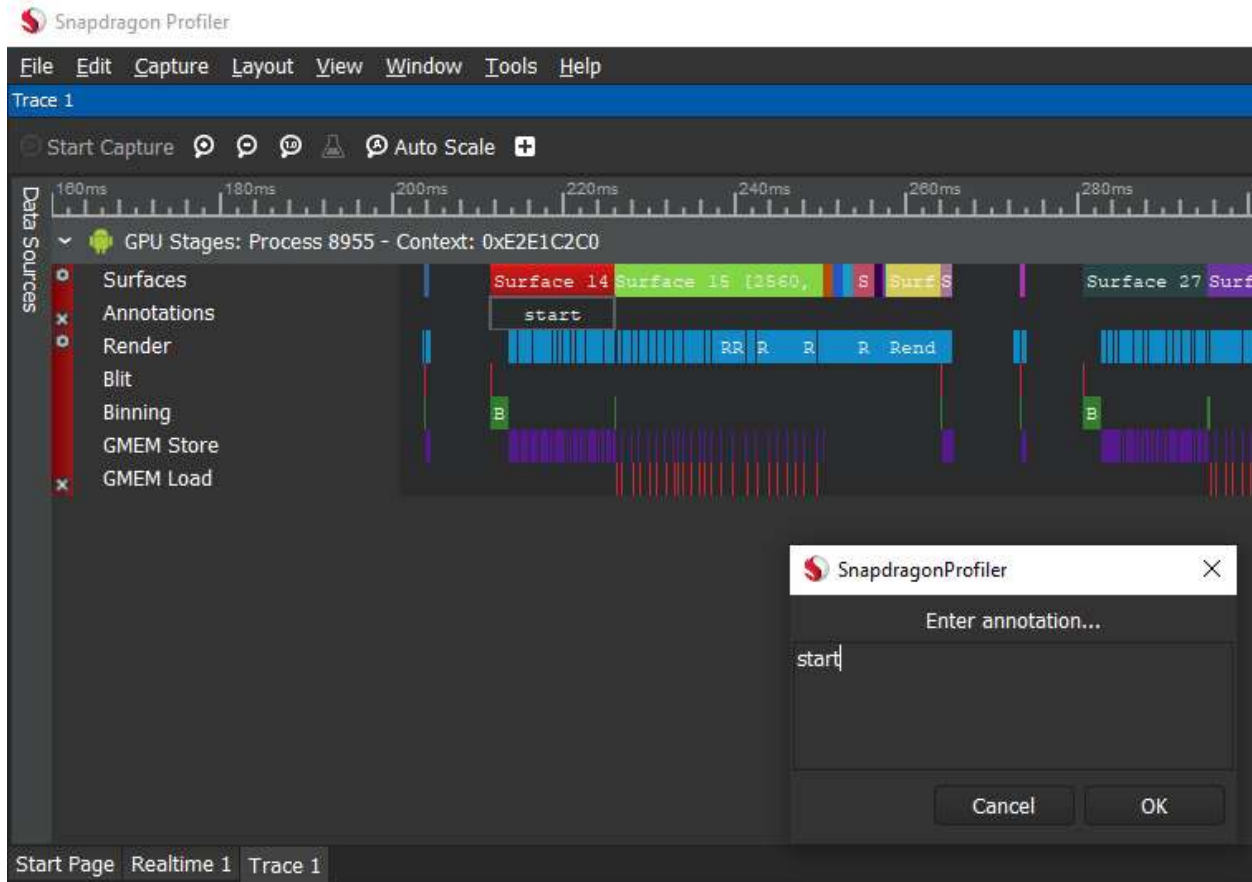 Snapdragon Profiler
File Edit Capture Layout View Window Tools Help
Trace 1
Start Capture Auto Scale
160ms 180ms 200ms 220ms 240ms 260ms 280ms
Data Sources
GPU Stages: Process 8955 - Context: 0xE2E1C2C0
Surfaces Surface 14 Surface 15 [2560, S Surf S Surface 27 Surf
Annotations start
Render RR R R R Rend
Blit
Binning B B
GMEM Store
GMEM Load
SnapdragonProfiler
Enter annotation...
start
Cancel OK
Start Page Realtime 1 Trace 1